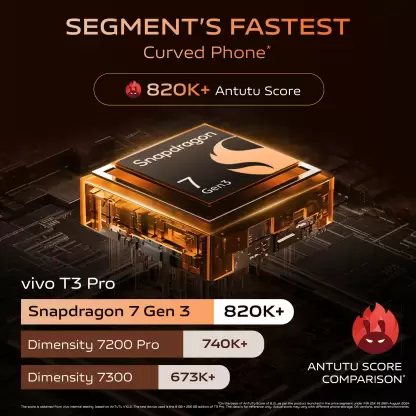 SEGMENT'S FASTEST
Curved Phone*
820K+ Antutu Score
Snapdragon
7
Gen 3
vivo T3 Pro
Snapdragon 7 Gen 3 820K+
Dimensity 7200 Pro 740K+
Dimensity 7300 673K+
ANTUTU SCORE
COMPARISON*